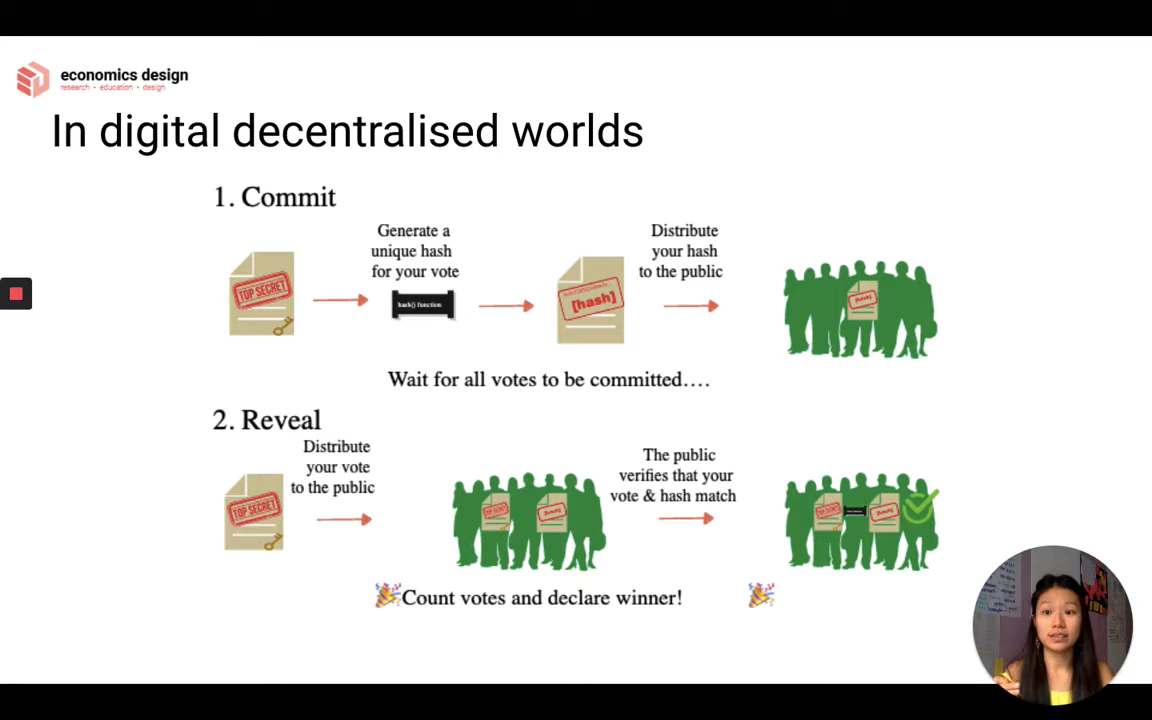 economics design
research • education • design
In digital decentralised worlds
1. Commit
Generate a
unique hash
for your vote
Distribute
your hash
to the public
TOP SECRET
hash() function
[hash]
Wait for all votes to be committed....
2. Reveal
Distribute
your vote
to the public
The public
verifies that your
vote & hash match
TOP SECRET
Count votes and declare winner!